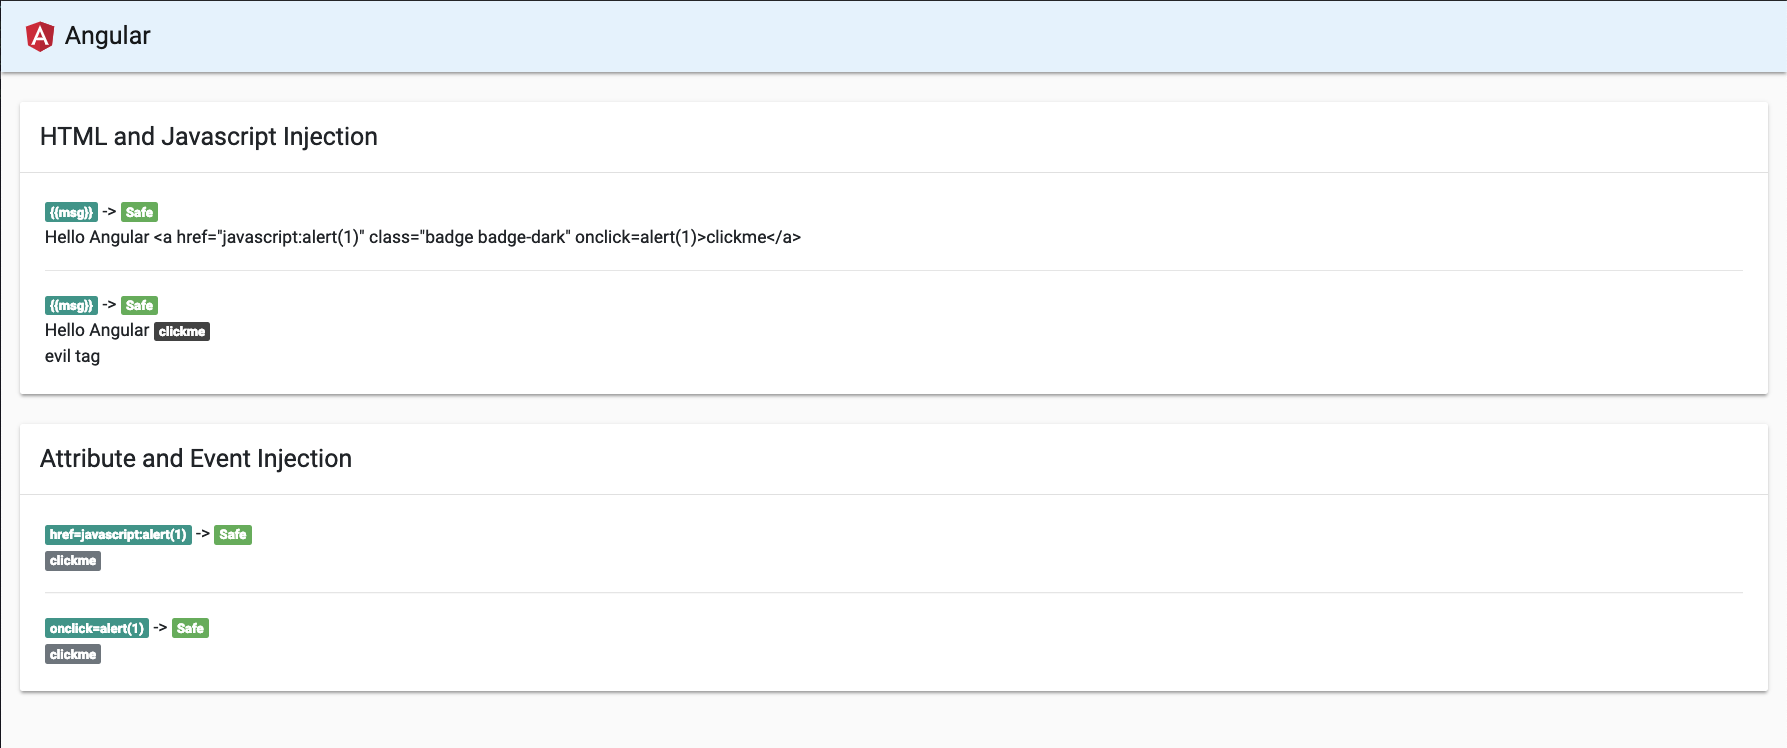 Angular
HTML and Javascript Injection
{{msg}} -> Safe
Hello Angular <a href="javascript:alert(1)" class="badge badge-dark" onclick=alert(1)>clickme</a>
{{msg}} -> Safe
Hello Angular clickme
evil tag
Attribute and Event Injection
href=javascript:alert(1) -> Safe
clickme
onclick=alert(1) -> Safe
clickme